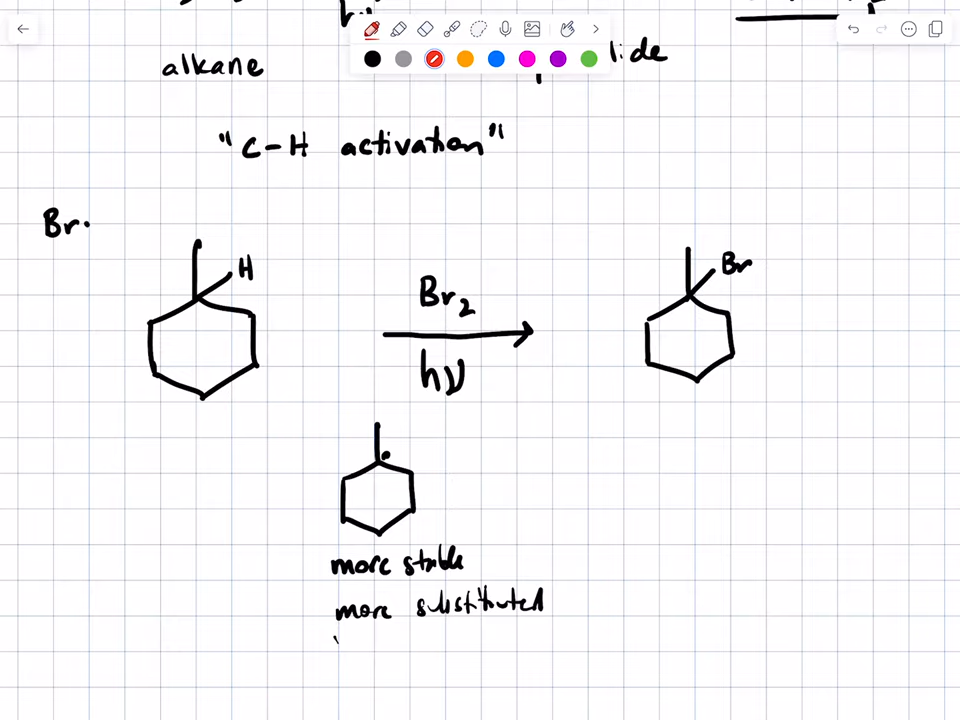 alkane lide
"C-H activation"
Br·
H
Br₂
hν
Br
more stable
more substituted